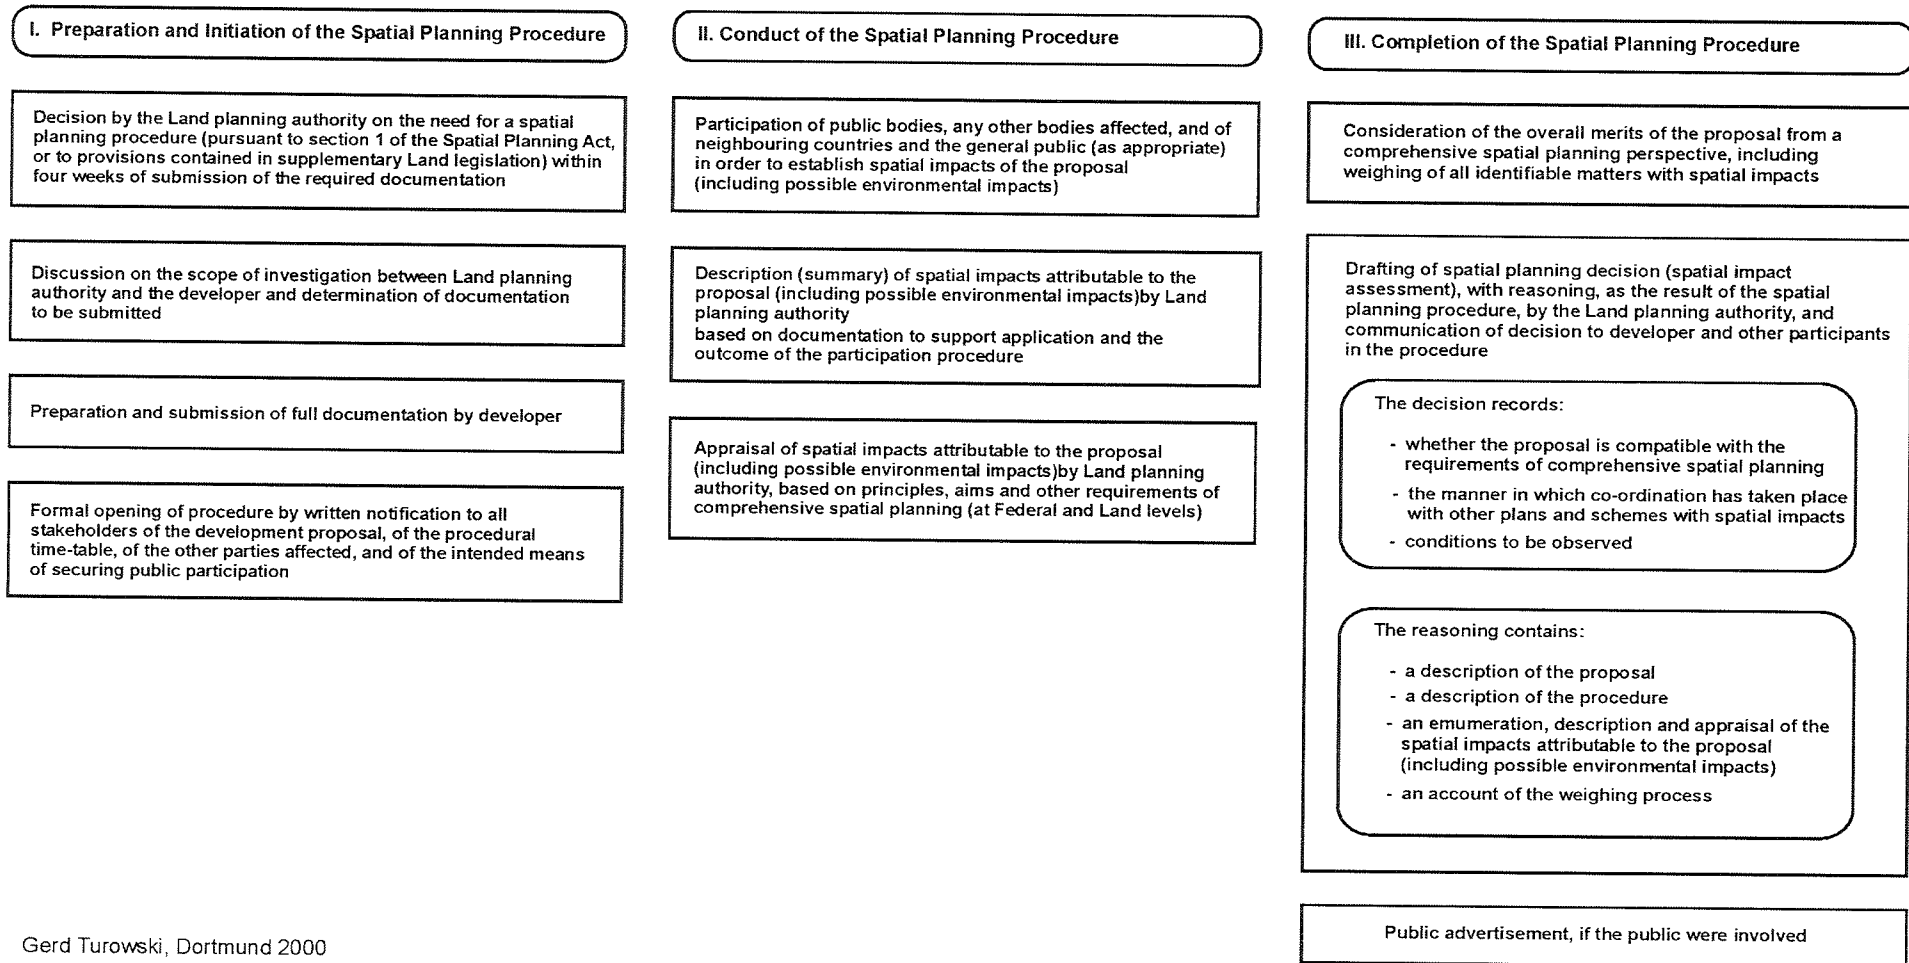 I. Preparation and Initiation of the Spatial Planning Procedure
Decision by the Land planning authority on the need for a spatial
planning procedure (pursuant to section 1 of the Spatial Planning Act,
or to provisions contained in supplementary Land legislation) within
four weeks of submission of the required documentation
Discussion on the scope of investigation between Land planning
authority and the developer and determination of documentation
to be submitted
Preparation and submission of full documentation by developer
Formal opening of procedure by written notification to all
stakeholders of the development proposal, of the procedural
time-table, of the other parties affected, and of the intended means
of securing public participation
II. Conduct of the Spatial Planning Procedure
Participation of public bodies, any other bodies affected, and of
neighbouring countries and the general public (as appropriate)
in order to establish spatial impacts of the proposal
(including possible environmental impacts)
Description (summary) of spatial impacts attributable to the
proposal (including possible environmental impacts)by Land
planning authority
based on documentation to support application and the
outcome of the participation procedure
Appraisal of spatial impacts attributable to the proposal
(including possible environmental impacts)by Land planning
authority, based on principles, aims and other requirements of
comprehensive spatial planning (at Federal and Land levels)
III. Completion of the Spatial Planning Procedure
Consideration of the overall merits of the proposal from a
comprehensive spatial planning perspective, including
weighing of all identifiable matters with spatial impacts
Drafting of spatial planning decision (spatial impact
assessment), with reasoning, as the result of the spatial
planning procedure, by the Land planning authority, and
communication of decision to developer and other participants
in the procedure
The decision records:
- whether the proposal is compatible with the
requirements of comprehensive spatial planning
- the manner in which co-ordination has taken place
with other plans and schemes with spatial impacts
- conditions to be observed
The reasoning contains:
- a description of the proposal
- a description of the procedure
- an emumeration, description and appraisal of the
spatial impacts attributable to the proposal
(including possible environmental impacts)
- an account of the weighing process
Public advertisement, if the public were involved
Gerd Turowski, Dortmund 2000